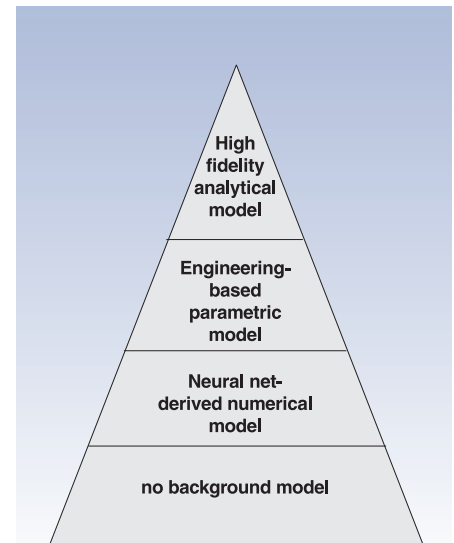 High
fidelity
analytical
model
Engineering-
based
parametric
model
Neural net-
derived numerical
model
no background model